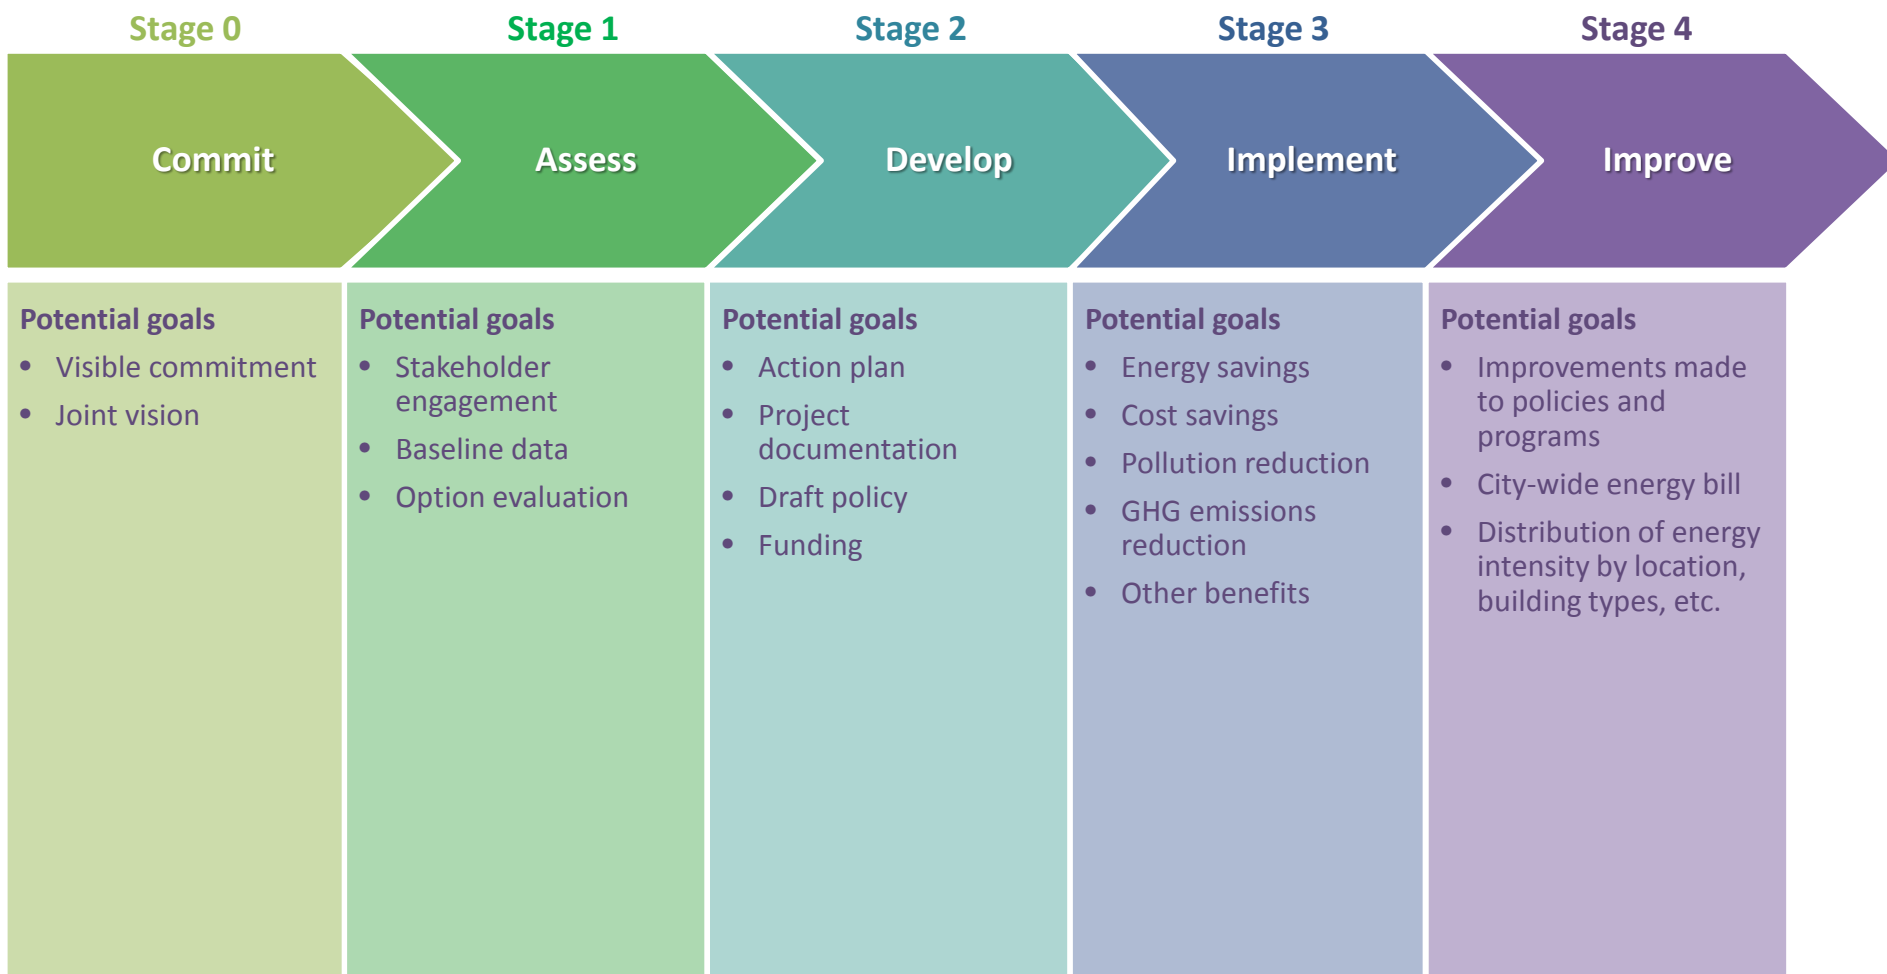 Stage 0
Stage 1
Stage 2
Stage 3
Stage 4
Commit
Assess
Develop
Implement
Improve
Potential goals
• Visible commitment
• Joint vision
Potential goals
• Stakeholder
engagement
• Baseline data
• Option evaluation
Potential goals
• Action plan
• Project
documentation
• Draft policy
• Funding
Potential goals
• Energy savings
• Cost savings
• Pollution reduction
• GHG emissions
reduction
• Other benefits
Potential goals
• Improvements made
to policies and
programs
• City-wide energy bill
• Distribution of energy
intensity by location,
building types, etc.